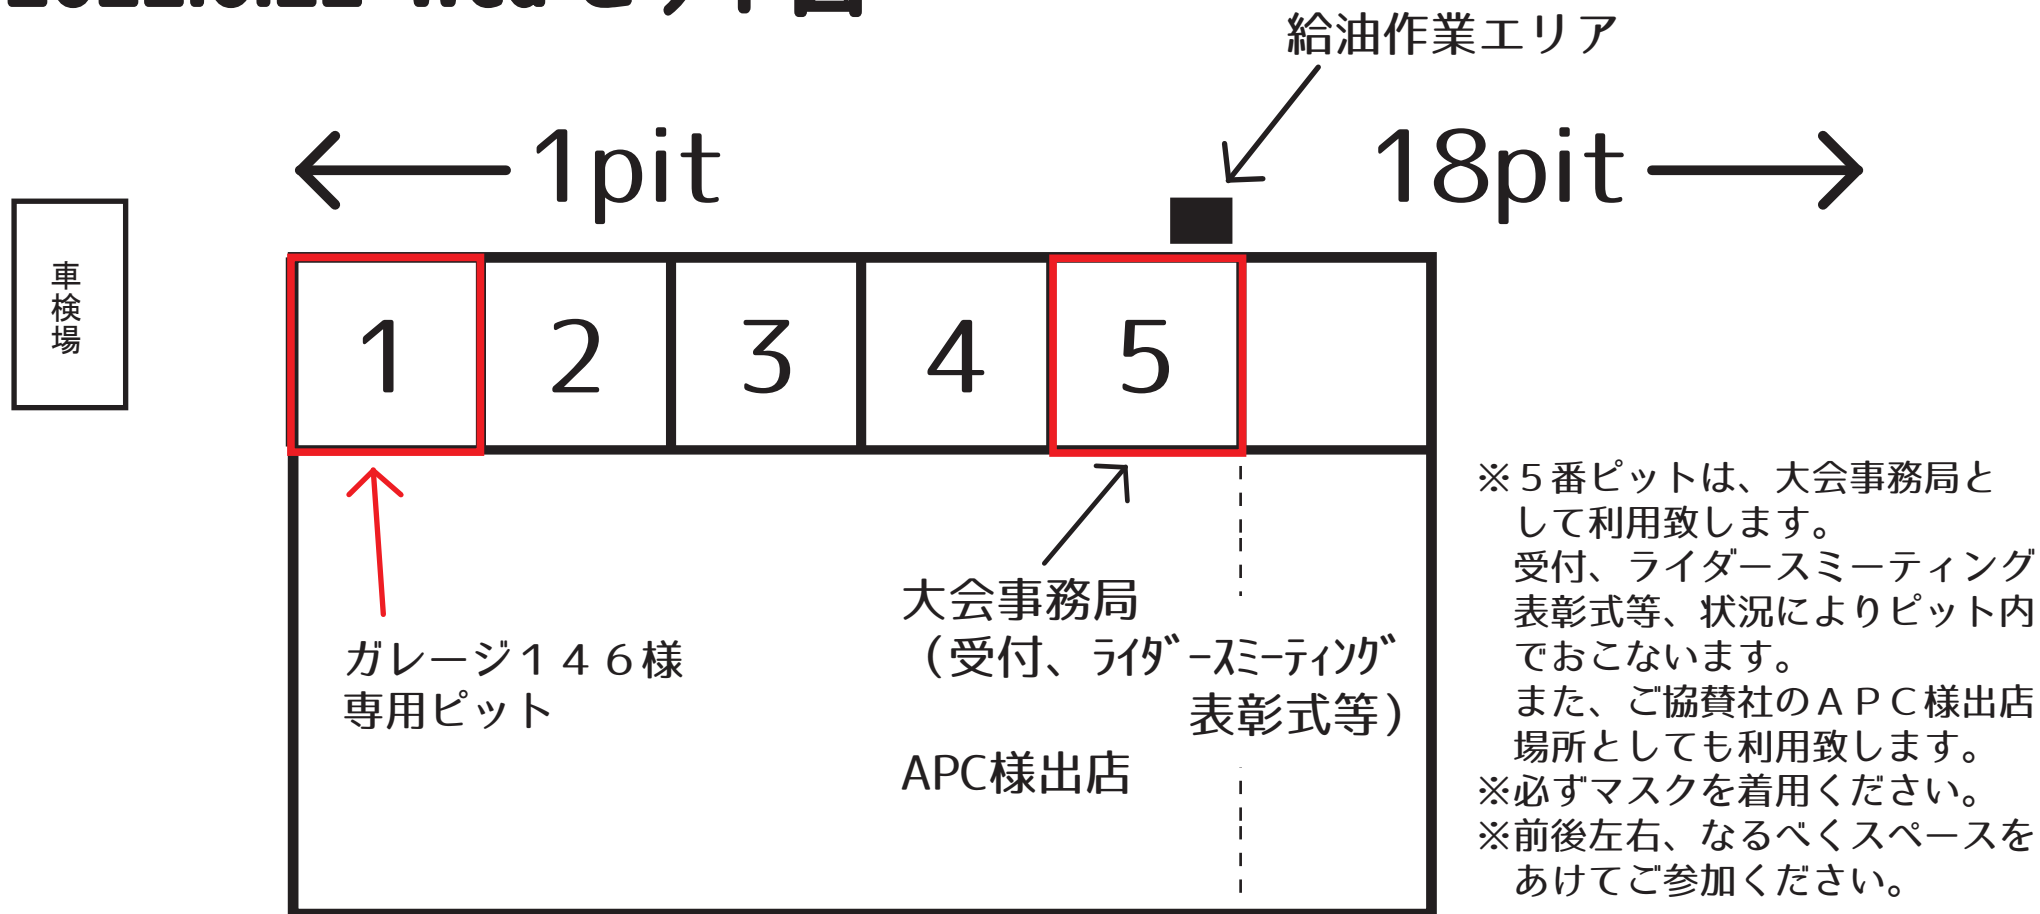 給油作業エリア
1pit
18pit
車検場
1
2
3
4
5
ガレージ１４６様
専用ピット
大会事務局
（受付、ﾗｲﾀﾞｰｽﾐｰﾃｨﾝｸﾞ
表彰式等）
APC様出店
※５番ピットは、大会事務局と
して利用致します。
受付、ライダースミーティング
表彰式等、状況によりピット内
でおこないます。
また、ご協賛社のＡＰＣ様出店
場所としても利用致します。
※必ずマスクを着用ください。
※前後左右、なるべくスペースを
あけてご参加ください。